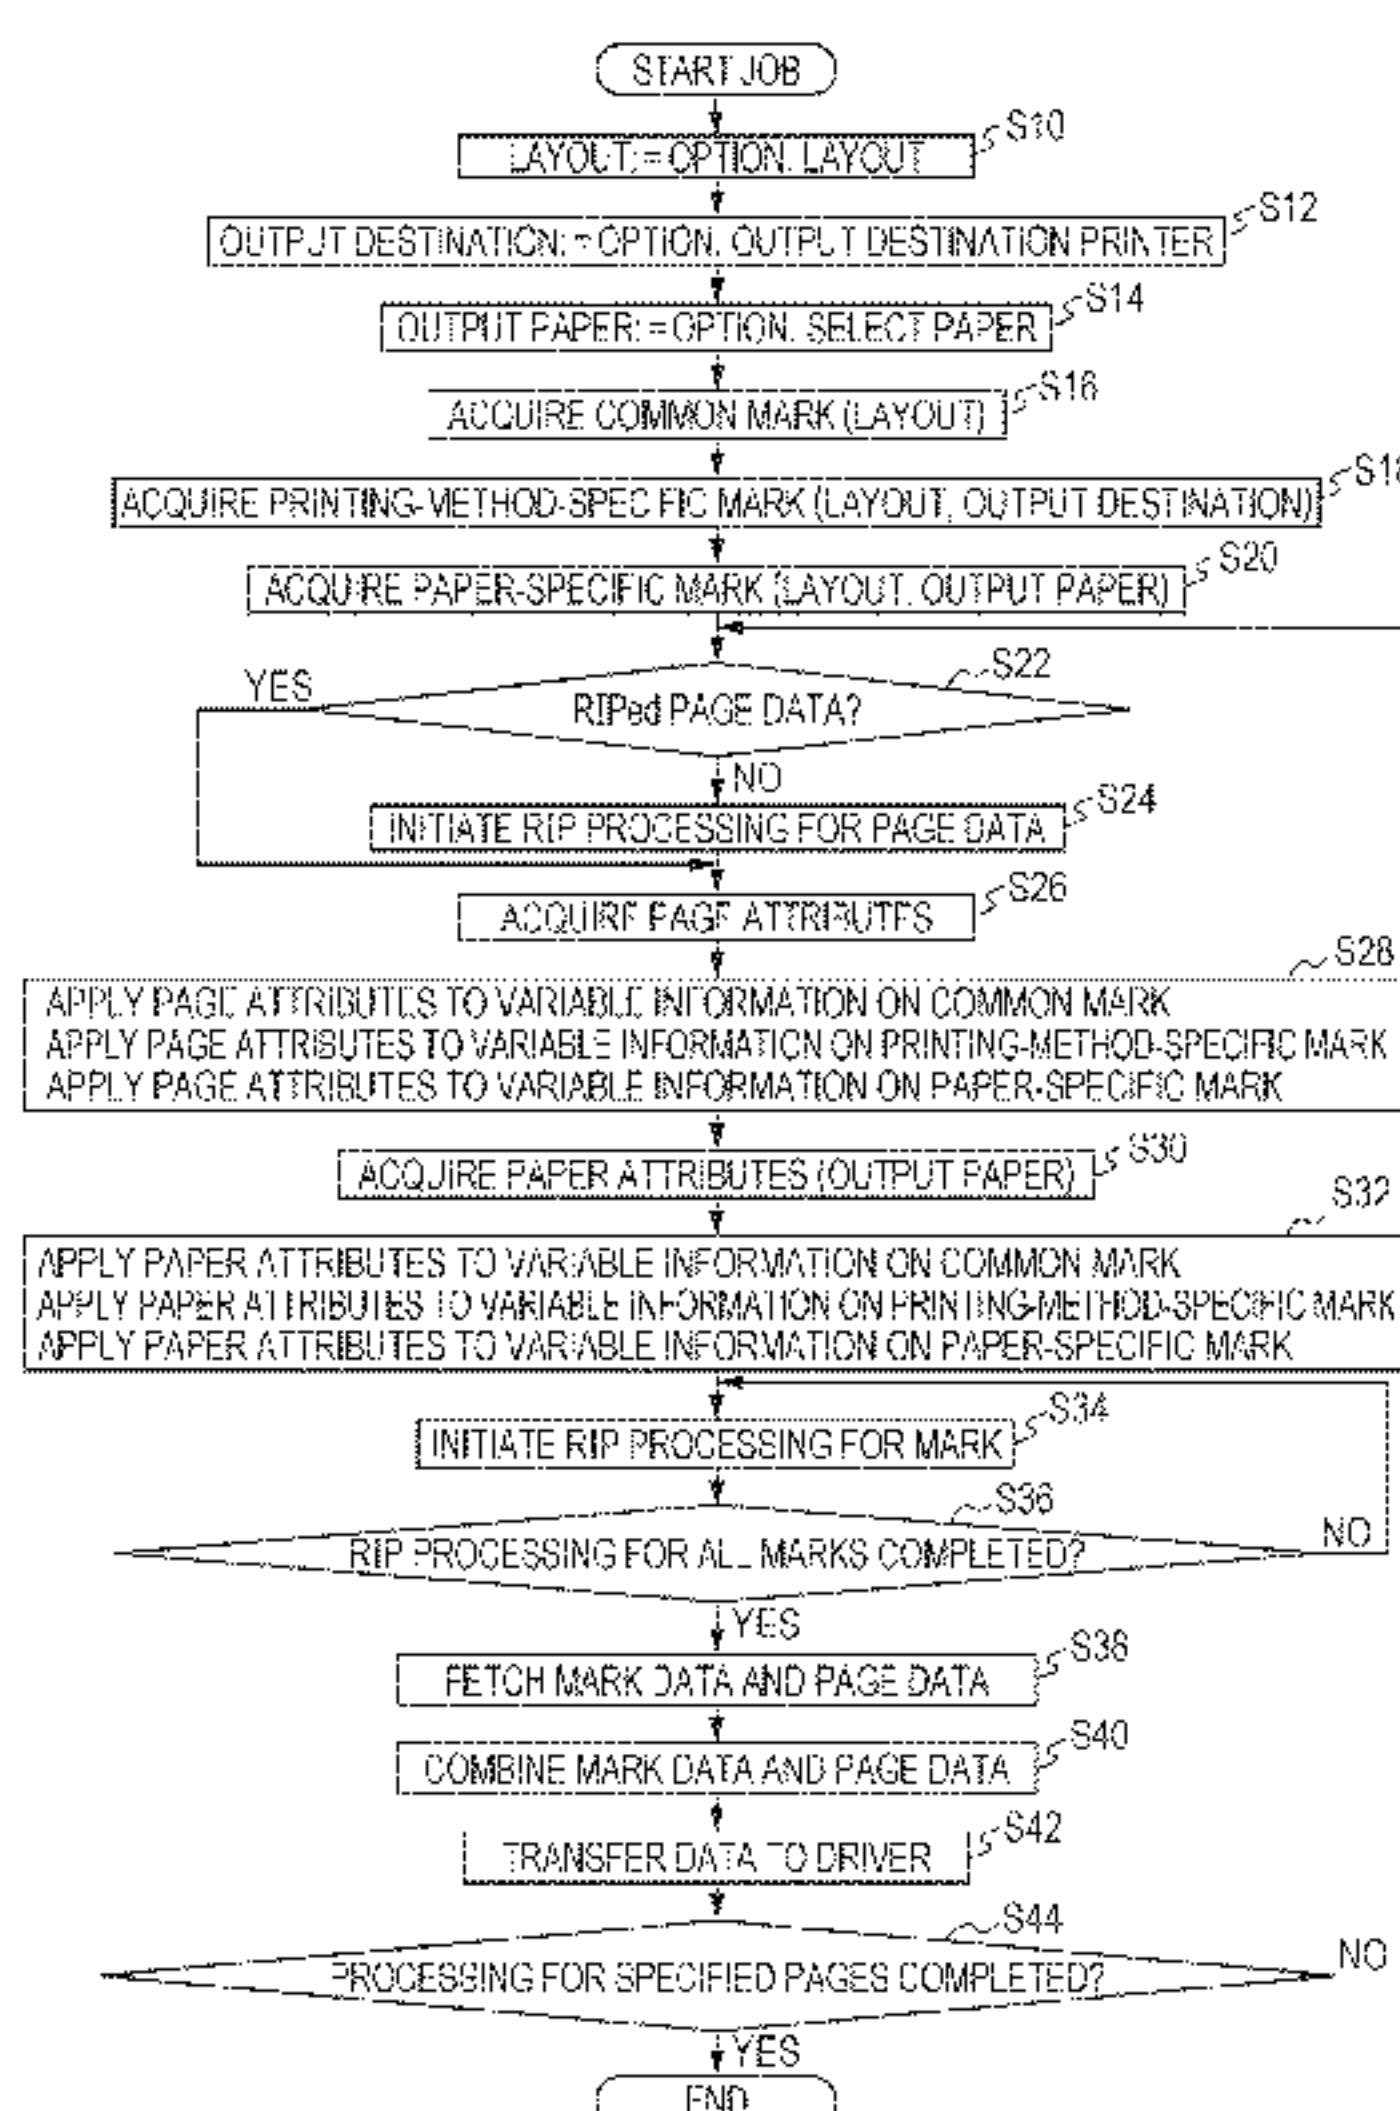 START JOB
S10
LAYOUT: = OPTION. LAYOUT
S12
OUTPUT DESTINATION: = OPTION. OUTPUT DESTINATION PRINTER
S14
OUTPUT PAPER: = OPTION. SELECT PAPER
S16
ACQUIRE COMMON MARK (LAYOUT)
S18
ACQUIRE PRINTING-METHOD-SPECIFIC MARK (LAYOUT, OUTPUT DESTINATION)
S20
ACQUIRE PAPER-SPECIFIC MARK (LAYOUT, OUTPUT PAPER)
S22
YES
RIPed PAGE DATA?
NO
S24
INITIATE RIP PROCESSING FOR PAGE DATA
S26
ACQUIRE PAGE ATTRIBUTES
S28
APPLY PAGE ATTRIBUTES TO VARIABLE INFORMATION ON COMMON MARK
APPLY PAGE ATTRIBUTES TO VARIABLE INFORMATION ON PRINTING-METHOD-SPECIFIC MARK
APPLY PAGE ATTRIBUTES TO VARIABLE INFORMATION ON PAPER-SPECIFIC MARK
S30
ACQUIRE PAPER ATTRIBUTES (OUTPUT PAPER)
S32
APPLY PAPER ATTRIBUTES TO VARIABLE INFORMATION ON COMMON MARK
APPLY PAPER ATTRIBUTES TO VARIABLE INFORMATION ON PRINTING-METHOD-SPECIFIC MARK
APPLY PAPER ATTRIBUTES TO VARIABLE INFORMATION ON PAPER-SPECIFIC MARK
S34
INITIATE RIP PROCESSING FOR MARK
S36
RIP PROCESSING FOR ALL MARKS COMPLETED?
NO
YES
S38
FETCH MARK DATA AND PAGE DATA
S40
COMBINE MARK DATA AND PAGE DATA
S42
TRANSFER DATA TO DRIVER
S44
PROCESSING FOR SPECIFIED PAGES COMPLETED?
NO
YES
END